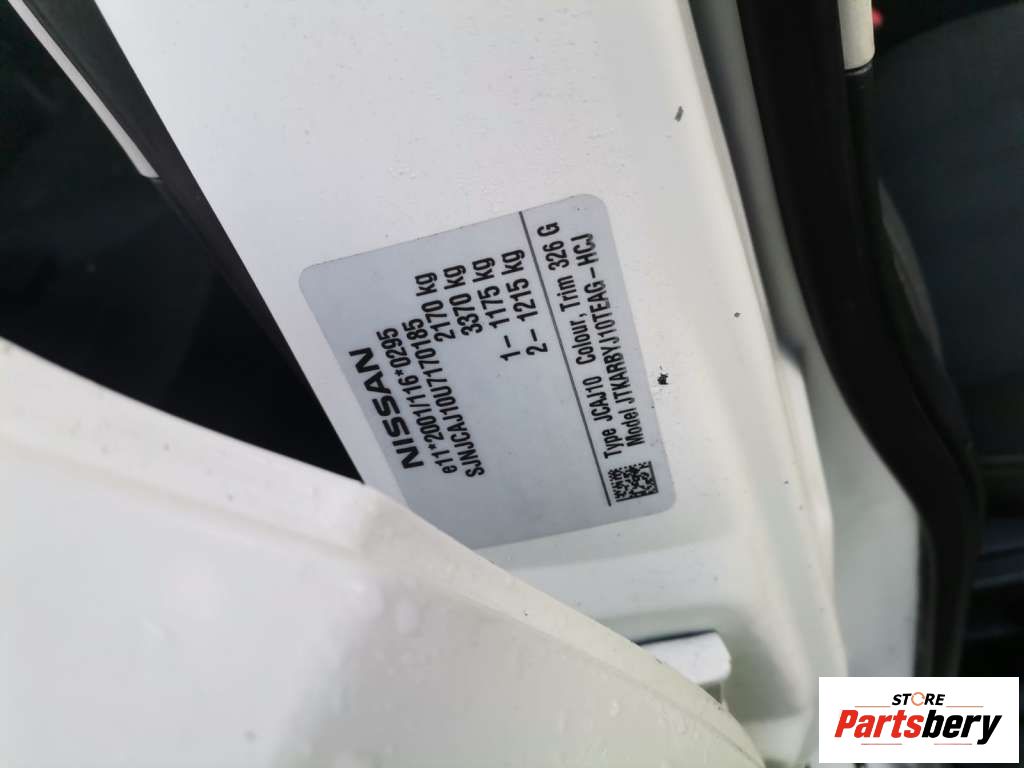 NISSAN
e11*2001/116*0295
SJNJCAJ10U7170185
2170 kg
3370 kg
1- 1175 kg
2- 1215 kg
Type JCAJ10 Colour, Trim 326 G
Model JTKARBYJ10TEAG-HCJ
STORE
Partsbery